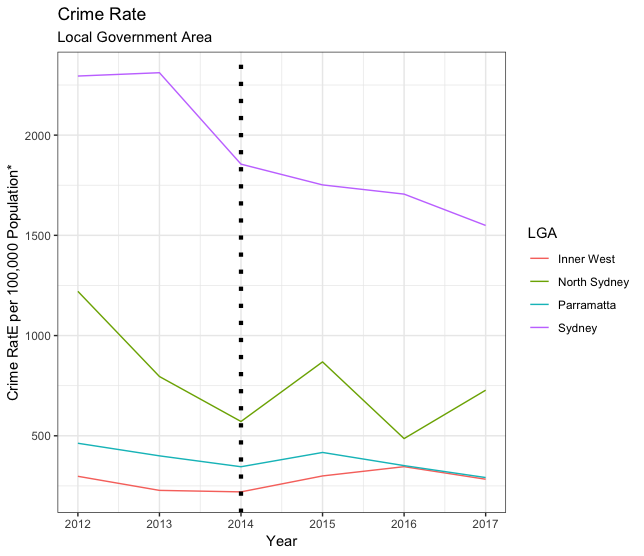 Crime Rate
Local Government Area
Crime RatE per 100,000 Population*
2000
1500
1000
500
2012 2013 2014 2015 2016 2017
Year
LGA
Inner West
North Sydney
Parramatta
Sydney